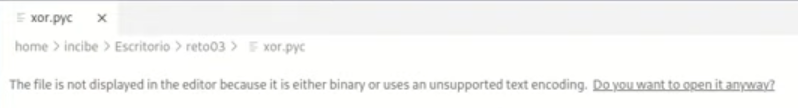 xor.pyc ×
home > incibe > Escritorio > reto03 > xor.pyc
The file is not displayed in the editor because it is either binary or uses an unsupported text encoding. Do you want to open it anyway?